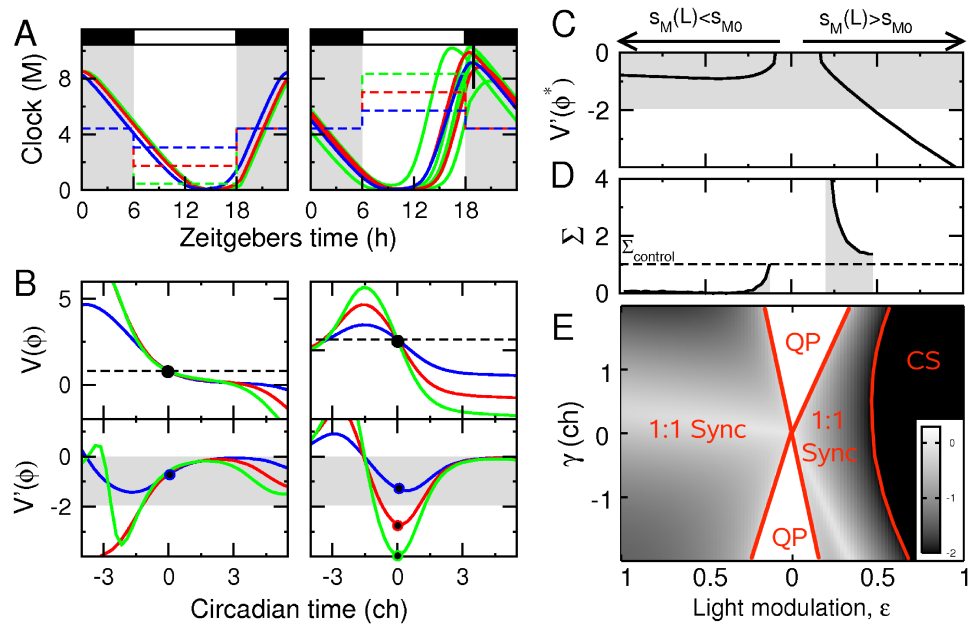 A
Clock (M)
8
4
0
0 6 12 18
0 6 12 18
Zeitgebers time (h)
B
V(ϕ)
5
0
V'(ϕ)
0
-2
-3 0 3
-3 0 3
Circadian time (ch)
C
s_M(L)<s_M0
s_M(L)>s_M0
V'(ϕ*)
0
-2
D
Σ
4
2
0
Σ̄_control
E
γ (ch)
1
0
-1
QP
CS
1:1 Sync
1:1
Sync
QP
0
-1
-2
1 0.5 0 0.5 1
Light modulation, ε